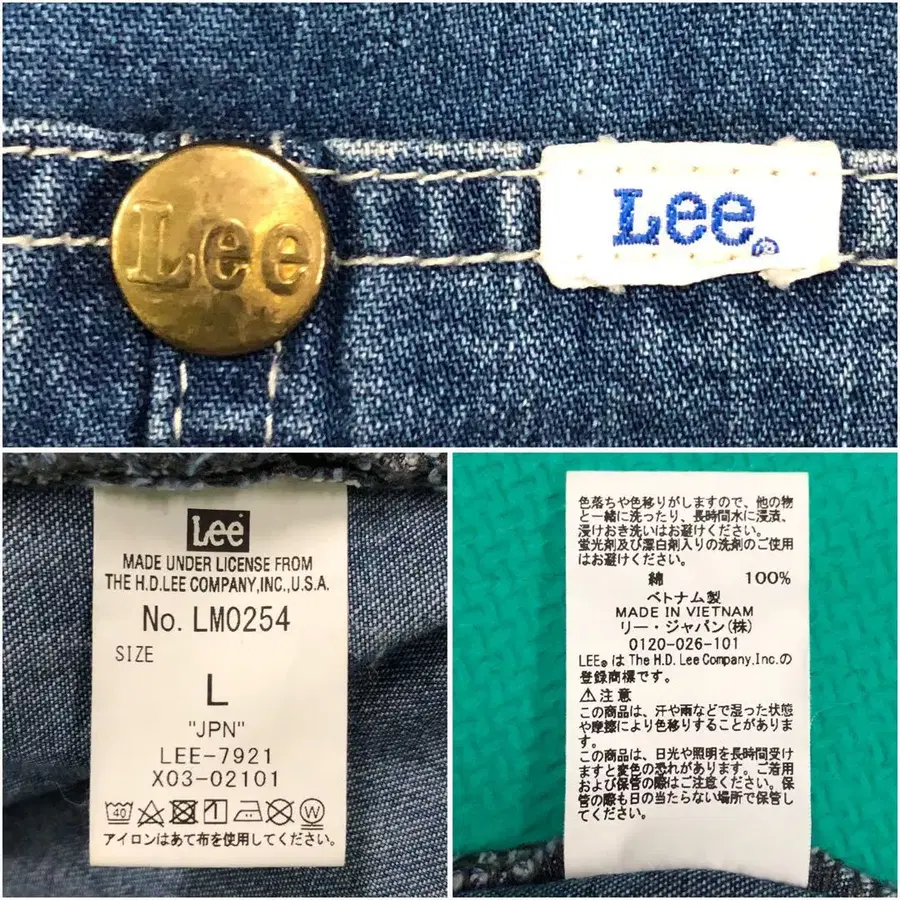 Lee
Lee®
Lee
MADE UNDER LICENSE FROM
THE H.D.LEE COMPANY,INC.,U.S.A.
No. LM0254
SIZE
L
"JPN"
LEE-7921
X03-02101
40
アイロンはあて布を使用してください。
色落ちや色移りがしますので、他の物
と一緒に洗ったり、長時間水に浸漬、
浸けおき洗いはお避けください。
蛍光剤及び漂白剤入りの洗剤のご使用
はお避けください。
綿 100%
ベトナム製
MADE IN VIETNAM
リー・ジャパン(株)
0120-026-101
LEE® は The H.D. Lee Company,Inc.の
登録商標です。
⚠注意
この商品は、汗や雨などで湿った状態
や摩擦により色移りすることがありま
す。
この商品は、日光や照明を長時間受け
ますと変色の恐れがあります。ご着用
および保管の際はご注意ください。保
管の際も日の当たらない場所で保管し
てください。